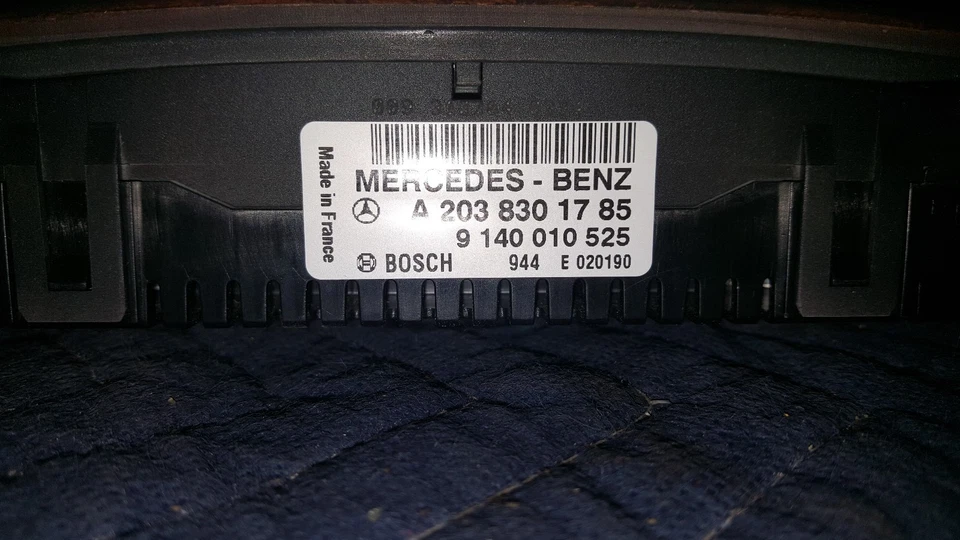 MERCEDES - BENZ
A 203 830 17 85
9 140 010 525
BOSCH 944 E 020190
Made in France